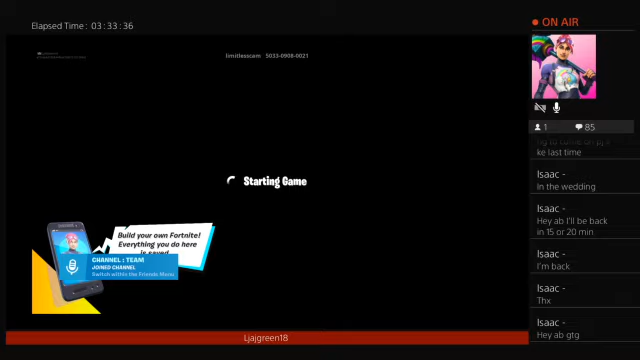 Elapsed Time : 03:33:36
ON AIR
limitlesscam 5033-0908-0021
1
85
ke last time
Starting Game
Isaac -
In the wedding
Isaac -
Hey ab I'll be back
in 15 or 20 min
Build your own Fortnite!
Everything you do here
is saved
CHANNEL : TEAM
JOINED CHANNEL
Switch within the Friends Menu
Isaac -
I'm back
Isaac -
Thx
Isaac -
Hey ab gtg
Ljajgreen18